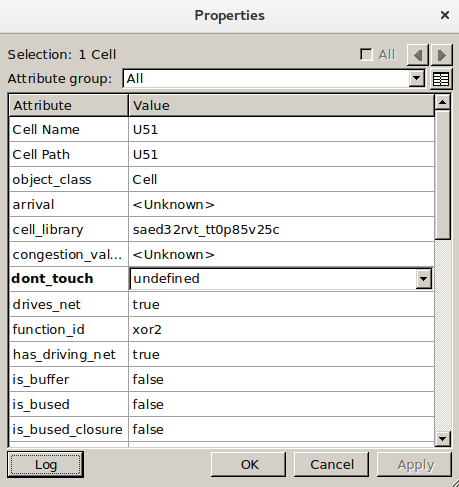 Properties
Selection: 1 Cell
All
Attribute group: All
Attribute Value
Cell Name U51
Cell Path U51
object_class Cell
arrival <Unknown>
cell_library saed32rvt_tt0p85v25c
congestion_val... <Unknown>
dont_touch undefined
drives_net true
function_id xor2
has_driving_net true
is_buffer false
is_bused false
is_bused_closure false
Log OK Cancel Apply